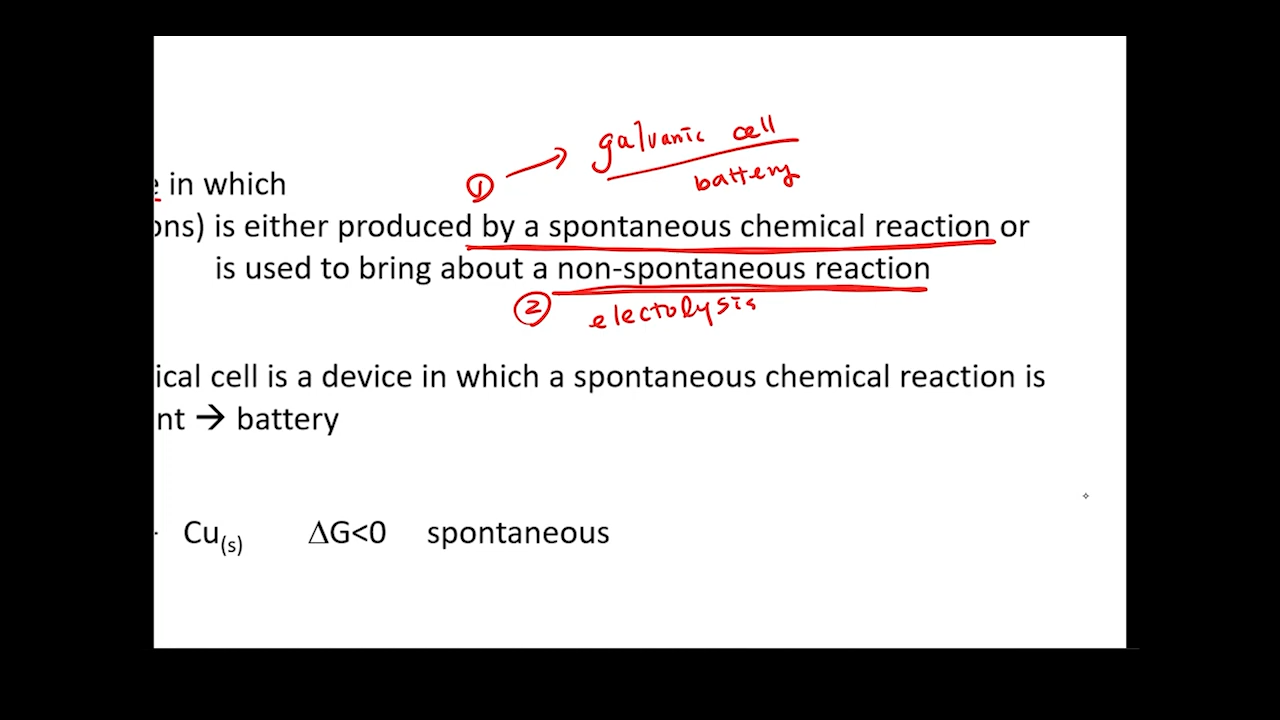 galvanic cell
① → battery
e in which
ons) is either produced by a spontaneous chemical reaction or
is used to bring about a non-spontaneous reaction
② electolysis
ical cell is a device in which a spontaneous chemical reaction is
nt → battery
Cu(s) ΔG<0 spontaneous